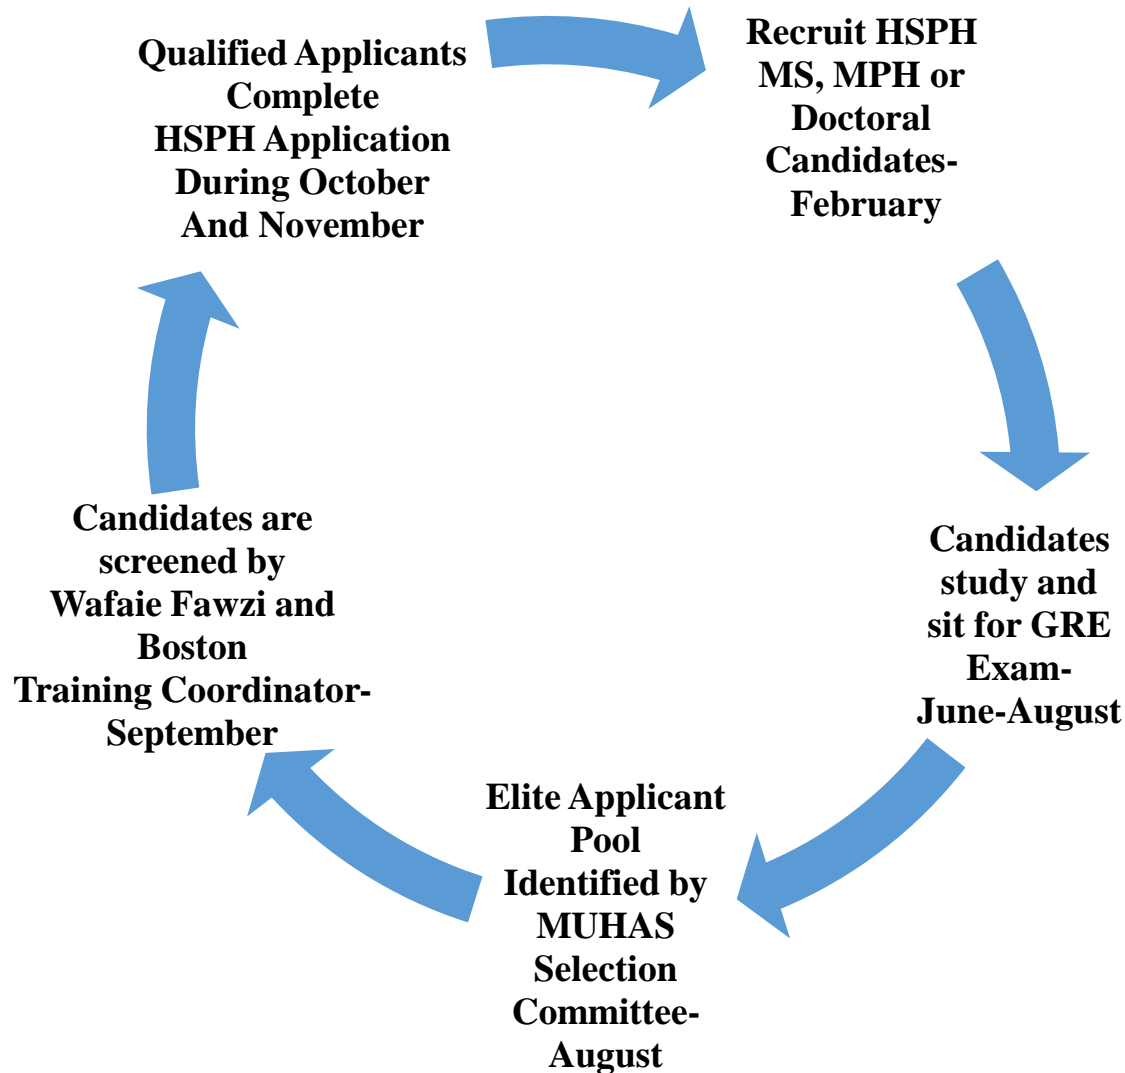 Qualified Applicants
Complete
HSPH Application
During October
And November
Recruit HSPH
MS, MPH or
Doctoral
Candidates-
February
Candidates
study and
sit for GRE
Exam-
June-August
Elite Applicant
Pool
Identified by
MUHAS
Selection
Committee-
August
Candidates are
screened by
Wafaie Fawzi and
Boston
Training Coordinator-
September